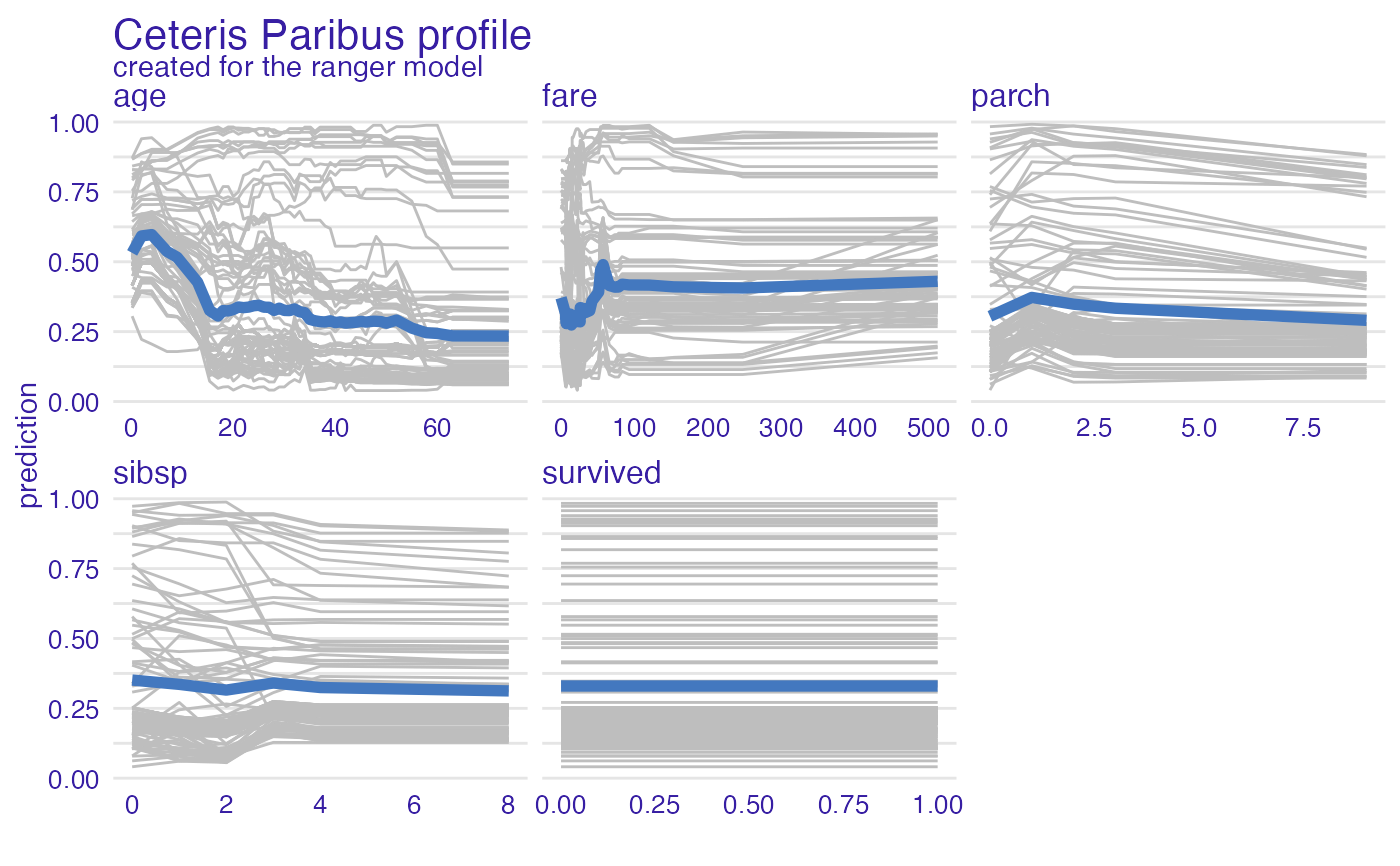 Ceteris Paribus profile
created for the ranger model
age fare parch
1.00
0.75
0.50
0.25
0.00
0 20 40 60 0 100 200 300 400 500 0.0 2.5 5.0 7.5
prediction
sibsp survived
1.00
0.75
0.50
0.25
0.00
0 2 4 6 8 0.00 0.25 0.50 0.75 1.00